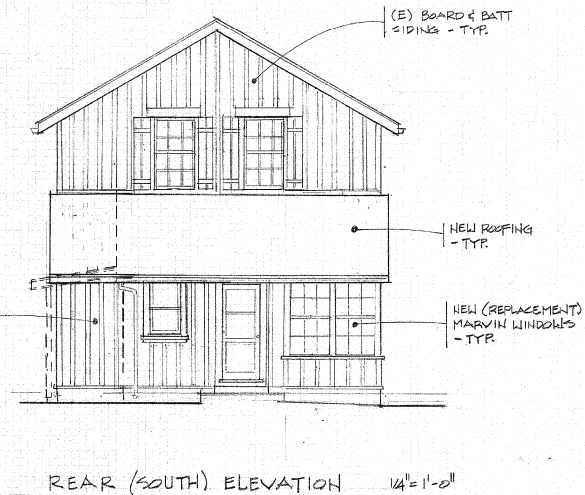 (E) BOARD & BATT
SIDING - TYP.
NEW ROOFING
- TYP.
NEW (REPLACEMENT)
MARVIN WINDOWS
- TYP.
REAR (SOUTH) ELEVATION 1/4" = 1'-0"